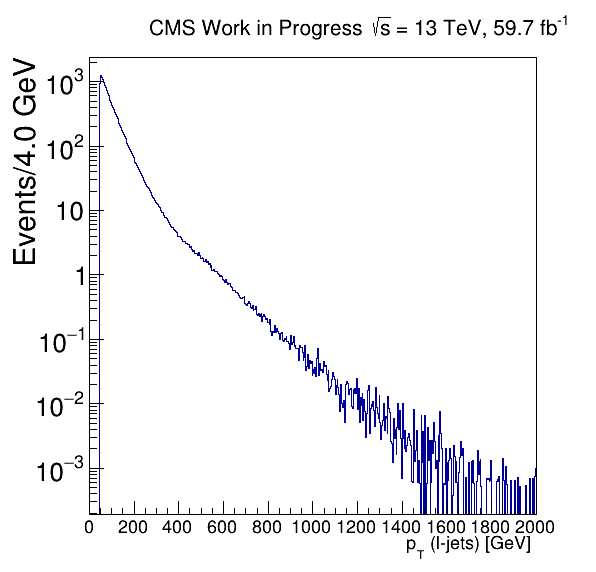 CMS Work in Progress √s = 13 TeV, 59.7 fb⁻¹
Events/4.0 GeV
10³
10²
10
1
10⁻¹
10⁻²
10⁻³
0 200 400 600 800 1000 1200 1400 1600 1800 2000
p_T (l-jets) [GeV]